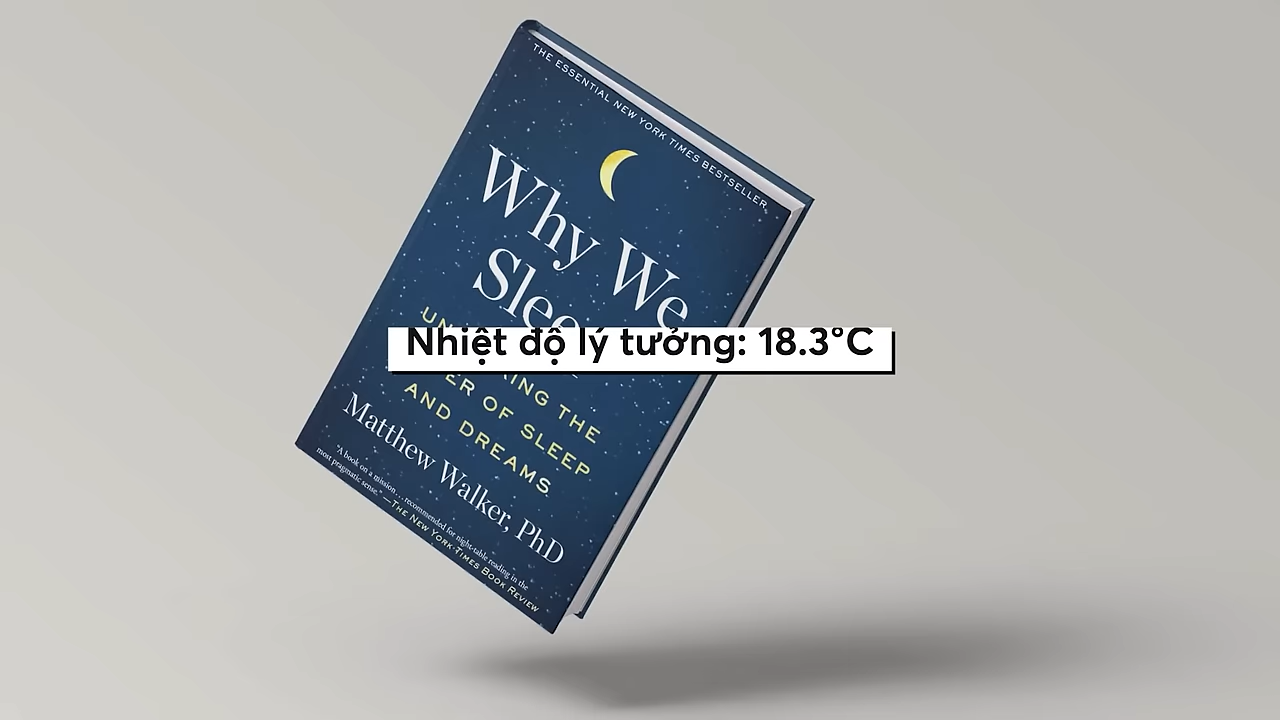 THE ESSENTIAL NEW YORK TIMES BESTSELLER
Why We
Slee
Nhiệt độ lý tưởng: 18.3°C
KING THE
ER OF SLEEP
AND DREAMS
Matthew Walker, PhD
"A book on a mission…recommended for night-table reading in the
most pragmatic sense." —THE NEW YORK TIMES BOOK REVIEW